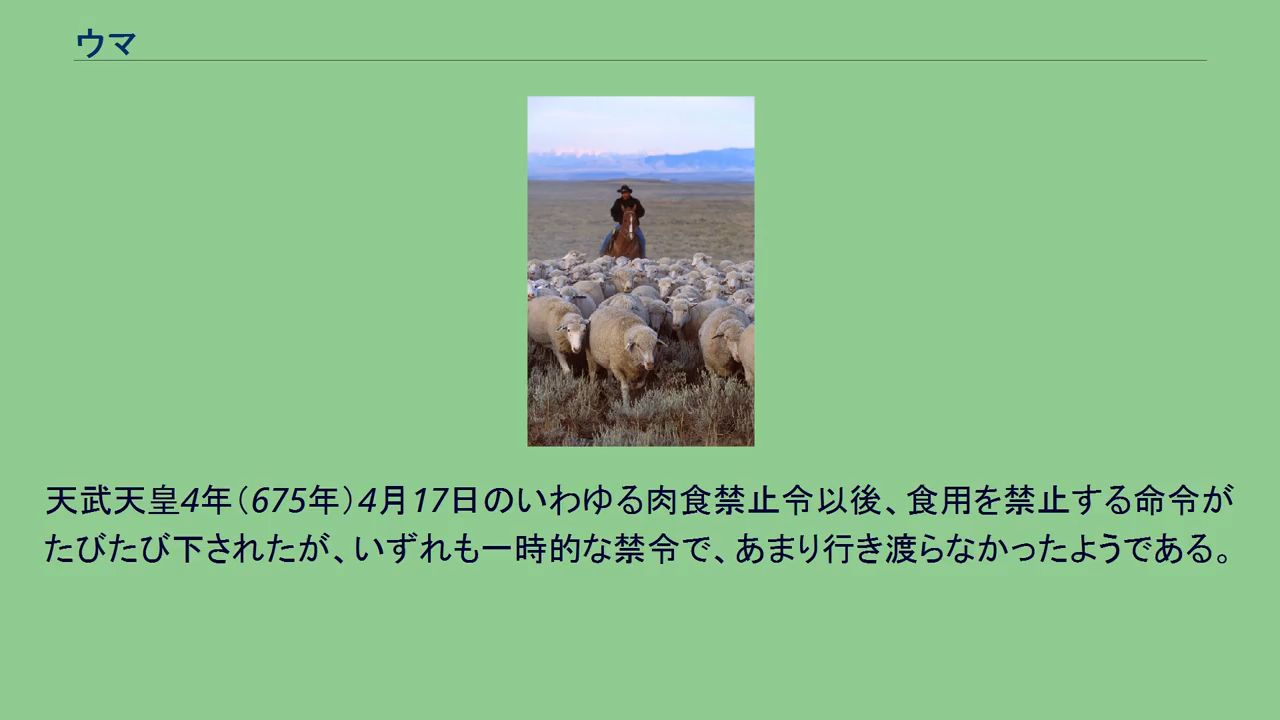 ウマ
天武天皇4年（675年）4月17日のいわゆる肉食禁止令以後、食用を禁止する命令が
たびたび下されたが、いずれも一時的な禁令で、あまり行き渡らなかったようである。